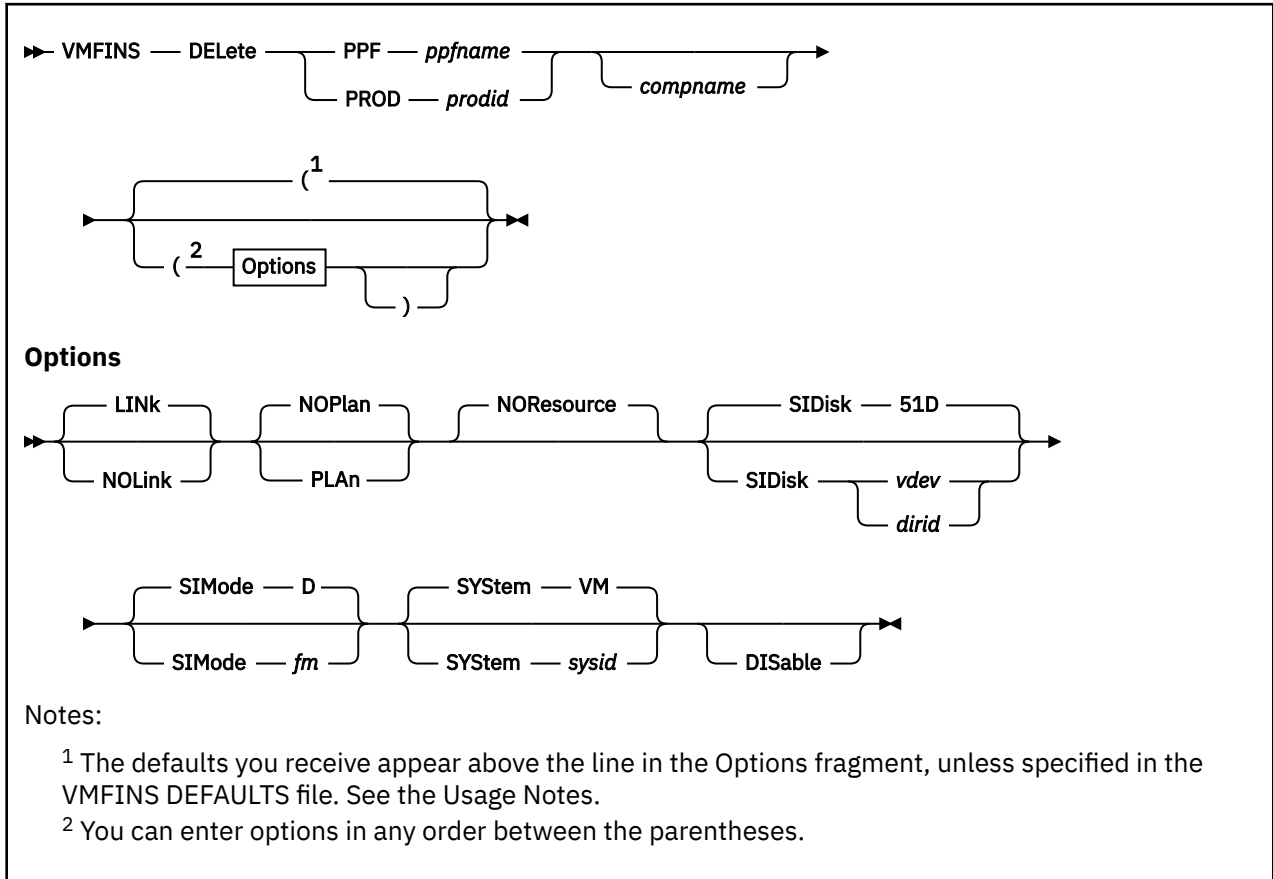 VMFINS — DELete — PPF — ppfname
PROD — prodid
compname
( 1
( 2 Options )
Options
LINk NOPlan NOResource SIDisk — 51D
NOLink PLAn SIDisk vdev
dirid
SIMode — D SYStem — VM
SIMode — fm SYStem — sysid DISable
Notes:
1 The defaults you receive appear above the line in the Options fragment, unless specified in the
VMFINS DEFAULTS file. See the Usage Notes.
2 You can enter options in any order between the parentheses.